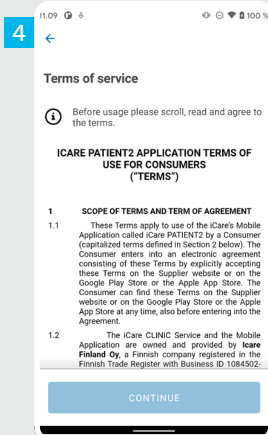 4
11.09 100 %
Terms of service
Before usage please scroll, read and agree to
the terms.
ICARE PATIENT2 APPLICATION TERMS OF
USE FOR CONSUMERS
("TERMS")
1 SCOPE OF TERMS AND TERM OF AGREEMENT
1.1 These Terms apply to use of the iCare's Mobile
Application called iCare PATIENT2 by a Consumer
(capitalized terms defined in Section 2 below). The
Consumer enters into an electronic agreement
consisting of these Terms by explicitly accepting
these Terms on the Supplier website or on the
Google Play Store or the Apple App Store. The
Consumer can find these Terms on the Supplier
website or on the Google Play Store or the Apple
App Store at any time, also before entering into the
Agreement.
1.2 The iCare CLINIC Service and the Mobile
Application are owned and provided by Icare
Finland Oy, a Finnish company registered in the
Finnish Trade Register with Business ID 1084502-
CONTINUE